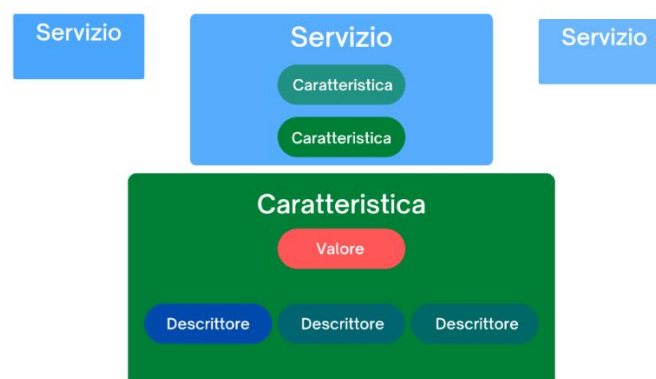 Servizio
Servizio
Servizio
Caratteristica
Caratteristica
Caratteristica
Valore
Descrittore
Descrittore
Descrittore